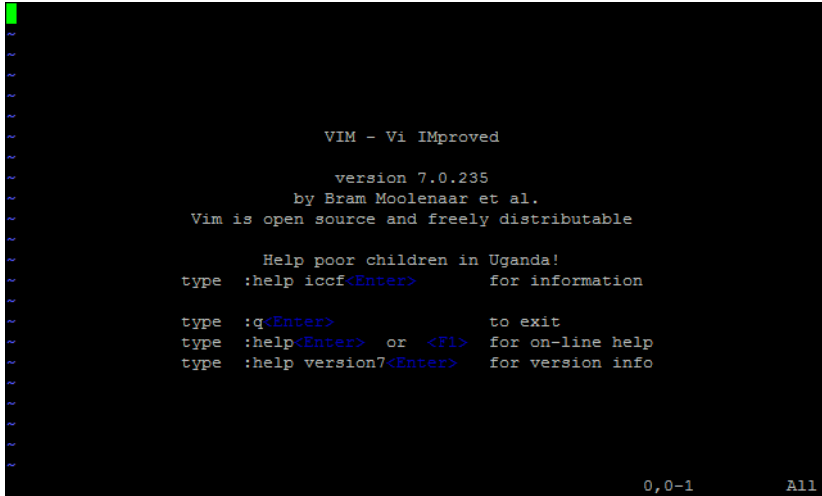 ~
~
~
~
~
~ VIM - Vi IMproved
~
~ version 7.0.235
~ by Bram Moolenaar et al.
~ Vim is open source and freely distributable
~
~ Help poor children in Uganda!
~ type :help iccf<Enter> for information
~
~ type :q<Enter> to exit
~ type :help<Enter> or <F1> for on-line help
~ type :help version7<Enter> for version info
~
~
~
~
~
0,0-1 All